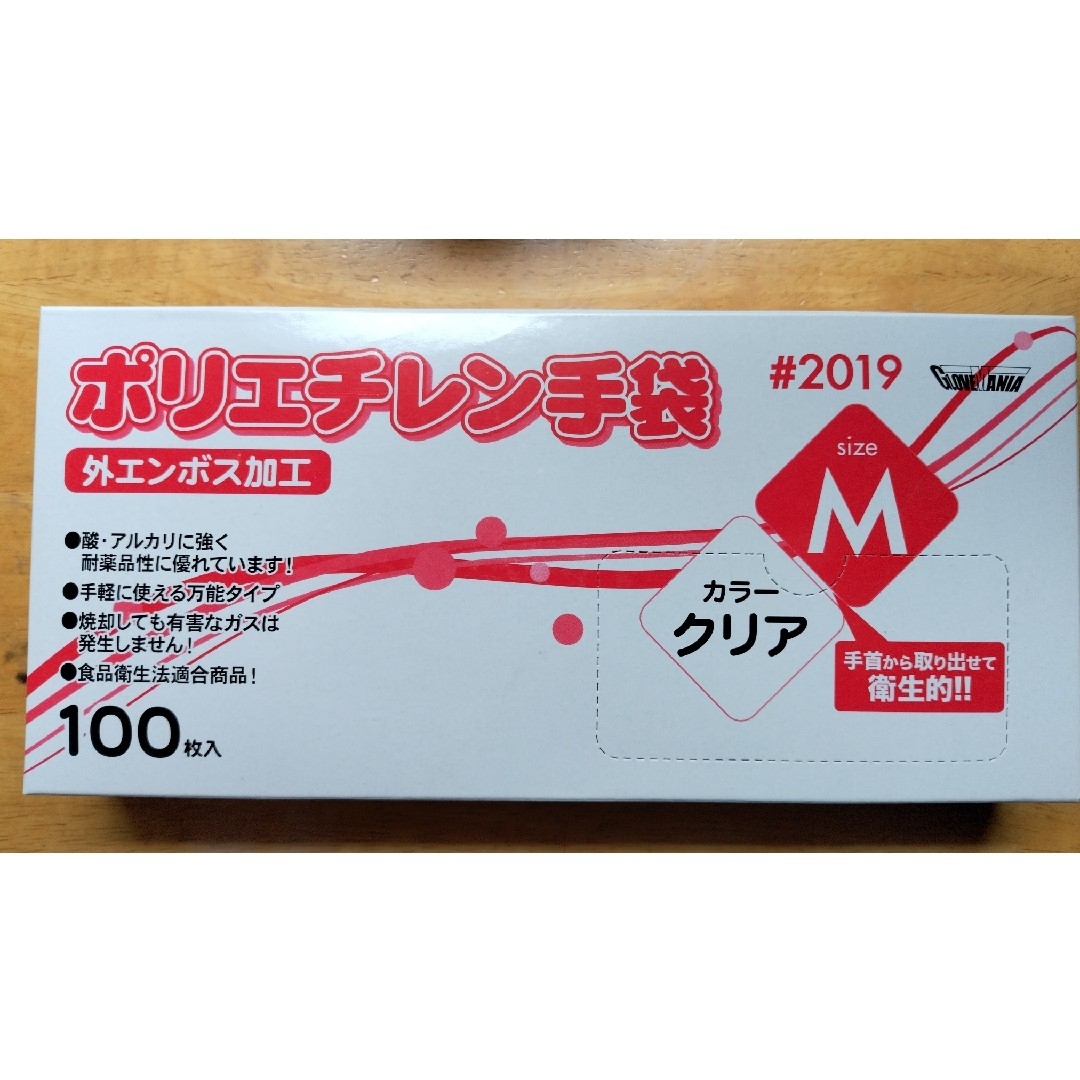 ポリエチレン手袋
#2019
GLOVEMANIA
外エンボス加工
size
M
●酸・アルカリに強く
耐薬品性に優れています!
●手軽に使える万能タイプ
●焼却しても有害なガスは
発生しません!
●食品衛生法適合商品!
100枚入
カラー
クリア
手首から取り出せて
衛生的!!